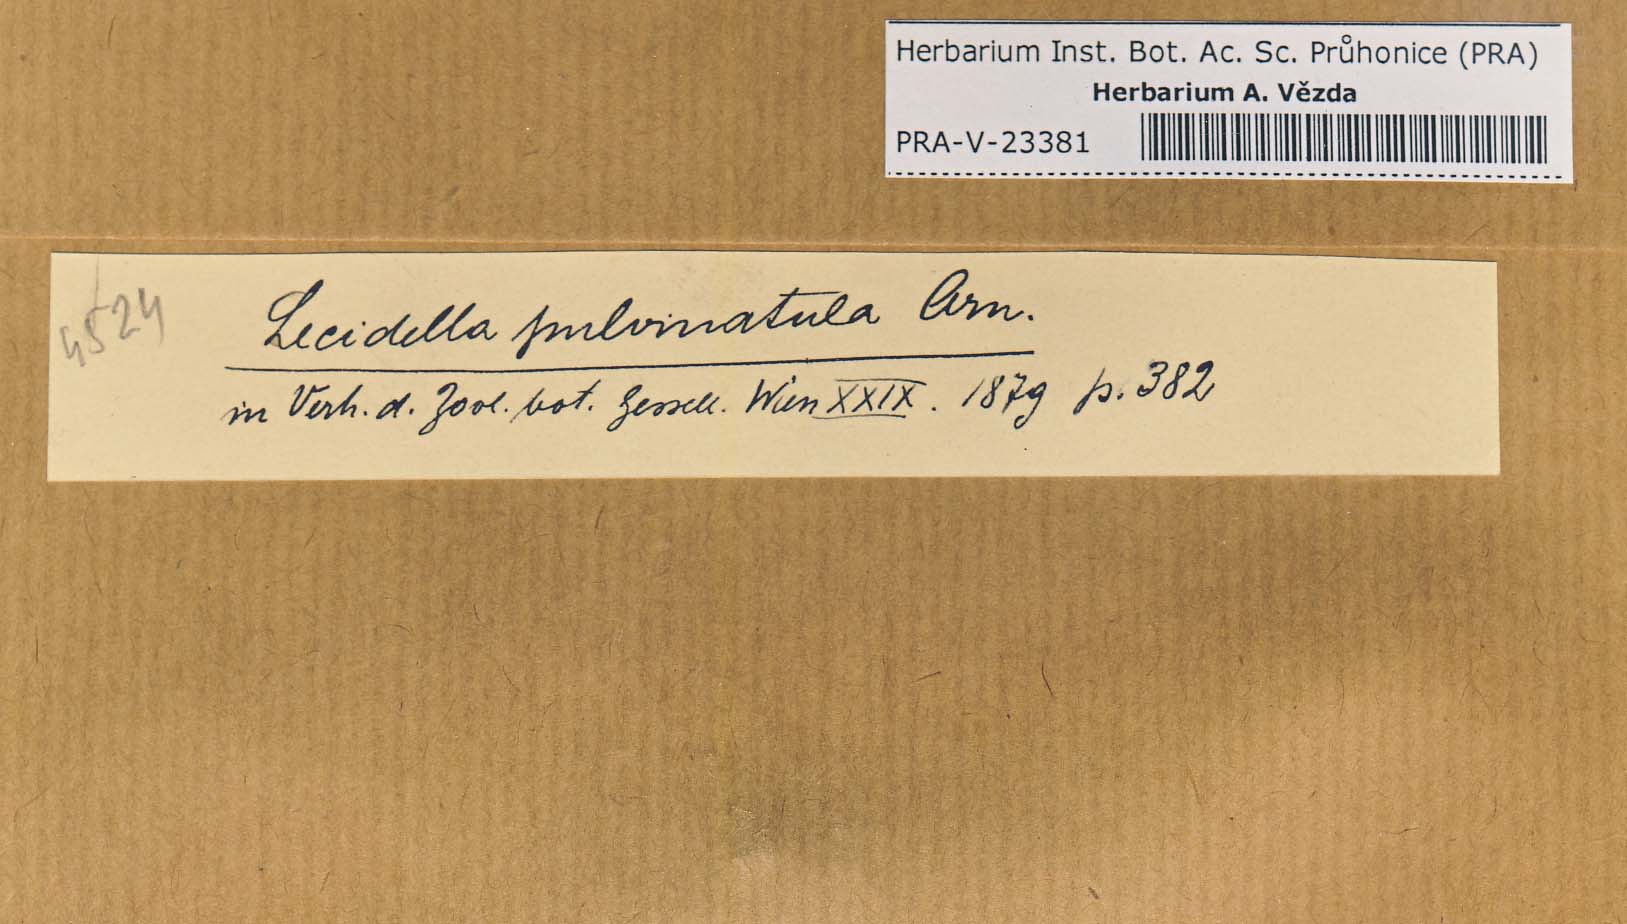 Herbarium Inst. Bot. Ac. Sc. Průhonice (PRA)
Herbarium A. Vězda
PRA-V-23381
4524
Lecidella pulvinatula Arn.
in Verh. d. Zool. bot. Gesell. Wien XXIX. 1879 p. 382